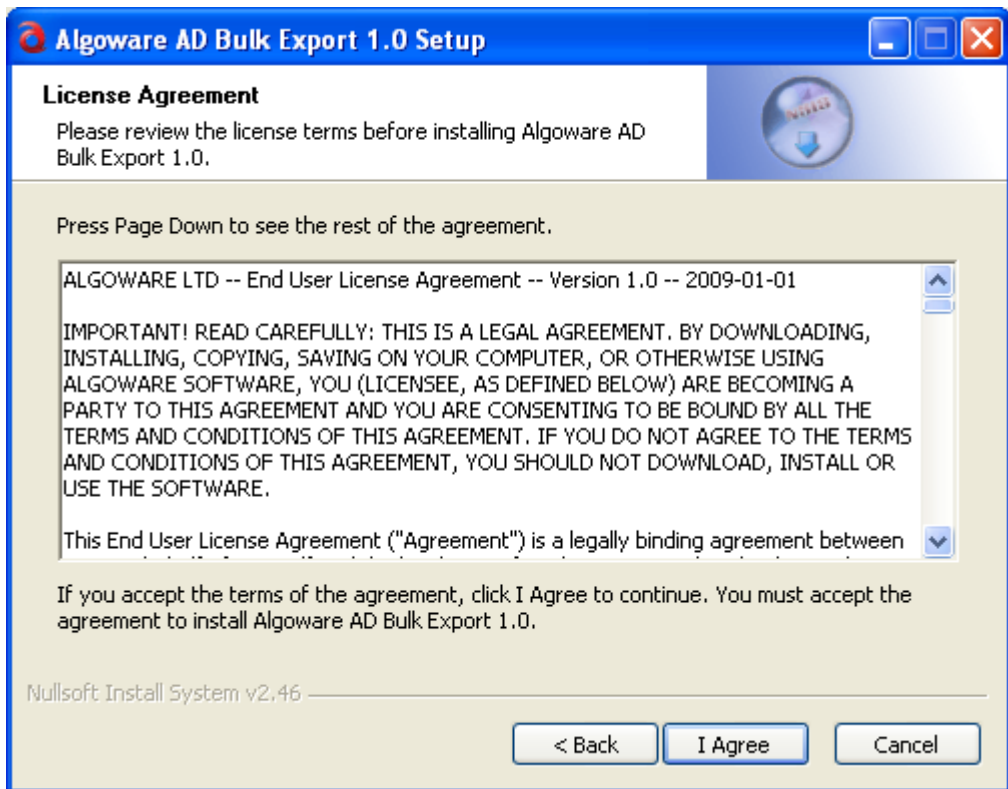 Algoware AD Bulk Export 1.0 Setup
License Agreement
Please review the license terms before installing Algoware AD
Bulk Export 1.0.
Press Page Down to see the rest of the agreement.
ALGOWARE LTD -- End User License Agreement -- Version 1.0 -- 2009-01-01
IMPORTANT! READ CAREFULLY: THIS IS A LEGAL AGREEMENT. BY DOWNLOADING,
INSTALLING, COPYING, SAVING ON YOUR COMPUTER, OR OTHERWISE USING
ALGOWARE SOFTWARE, YOU (LICENSEE, AS DEFINED BELOW) ARE BECOMING A
PARTY TO THIS AGREEMENT AND YOU ARE CONSENTING TO BE BOUND BY ALL THE
TERMS AND CONDITIONS OF THIS AGREEMENT. IF YOU DO NOT AGREE TO THE TERMS
AND CONDITIONS OF THIS AGREEMENT, YOU SHOULD NOT DOWNLOAD, INSTALL OR
USE THE SOFTWARE.
This End User License Agreement ("Agreement") is a legally binding agreement between
If you accept the terms of the agreement, click I Agree to continue. You must accept the
agreement to install Algoware AD Bulk Export 1.0.
Nullsoft Install System v2.46
< Back
I Agree
Cancel